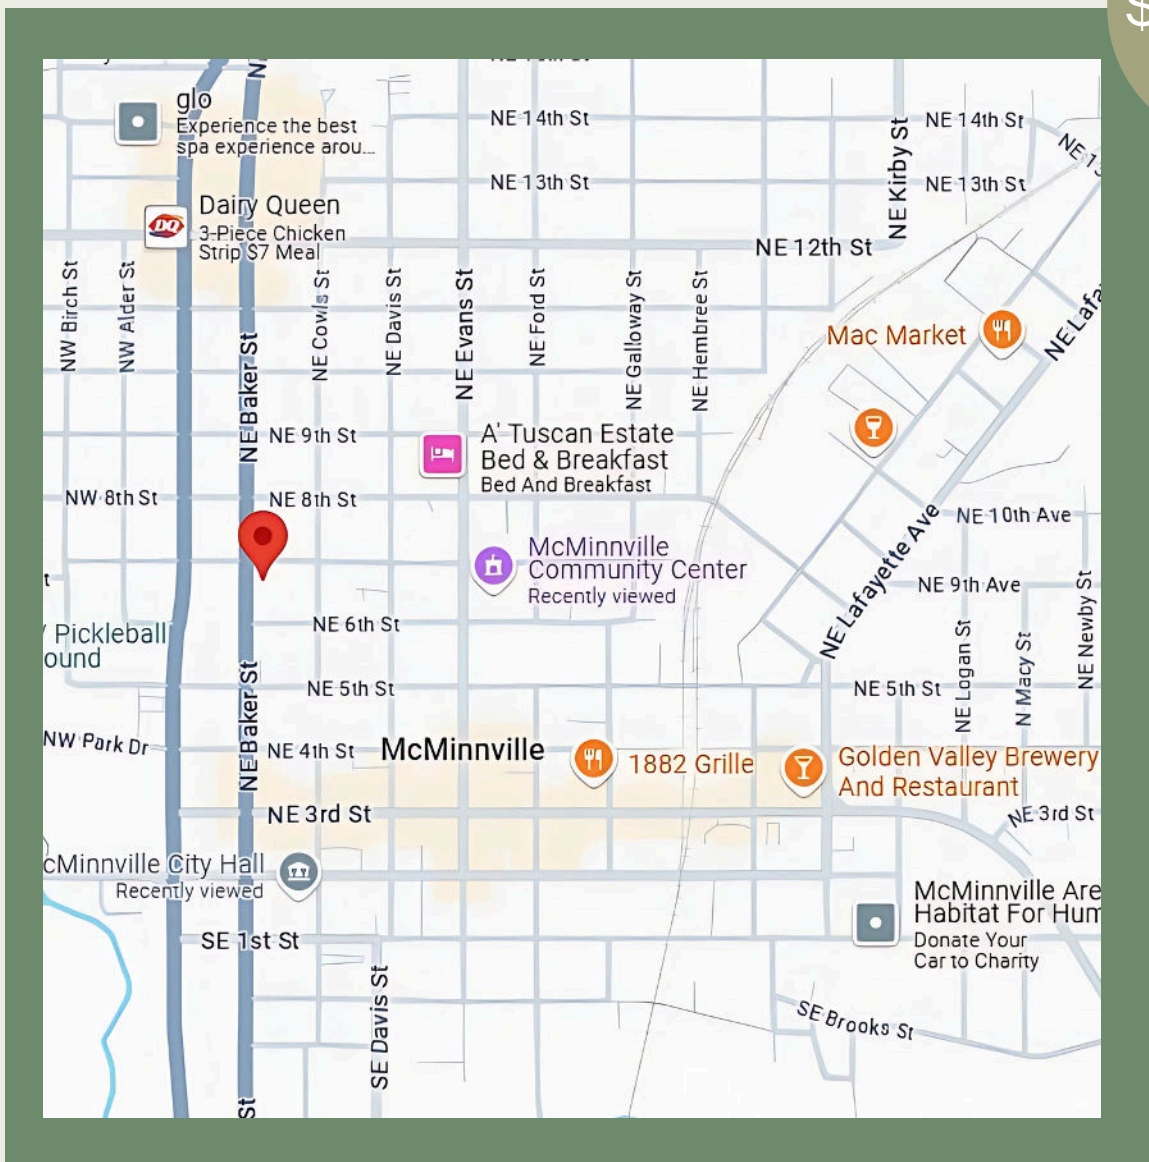 $
N
glo
Experience the best
spa experience arou...
NE 14th St
NE 14th St
NE 13
NE 13th St
NE 13th St
NE Kirby St
DQ
Dairy Queen
3-Piece Chicken
Strip $7 Meal
NE 12th St
NW Birch St
NW Alder St
NE Cowls St
NE Davis St
NE Evans St
NE Ford St
NE Galloway St
NE Hembree St
NE Baker St
Mac Market
NE Lafa
NE 9th St
A' Tuscan Estate
Bed & Breakfast
Bed And Breakfast
NW 8th St
NE 8th St
NE 10th Ave
NE Lafayette Ave
McMinnville
Community Center
Recently viewed
NE 9th Ave
t
NE 6th St
Pickleball
ound
NE Logan St
N Macy St
NE Newby St
NE Baker St
NE 5th St
NE 5th St
NW Park Dr
NE 4th St
McMinnville
1882 Grille
Golden Valley Brewery
And Restaurant
NE 3rd St
NE 3rd St
cMinnville City Hall
Recently viewed
McMinnville Are
Habitat For Hum
Donate Your
Car to Charity
SE 1st St
SE Davis St
SE Brooks St
St